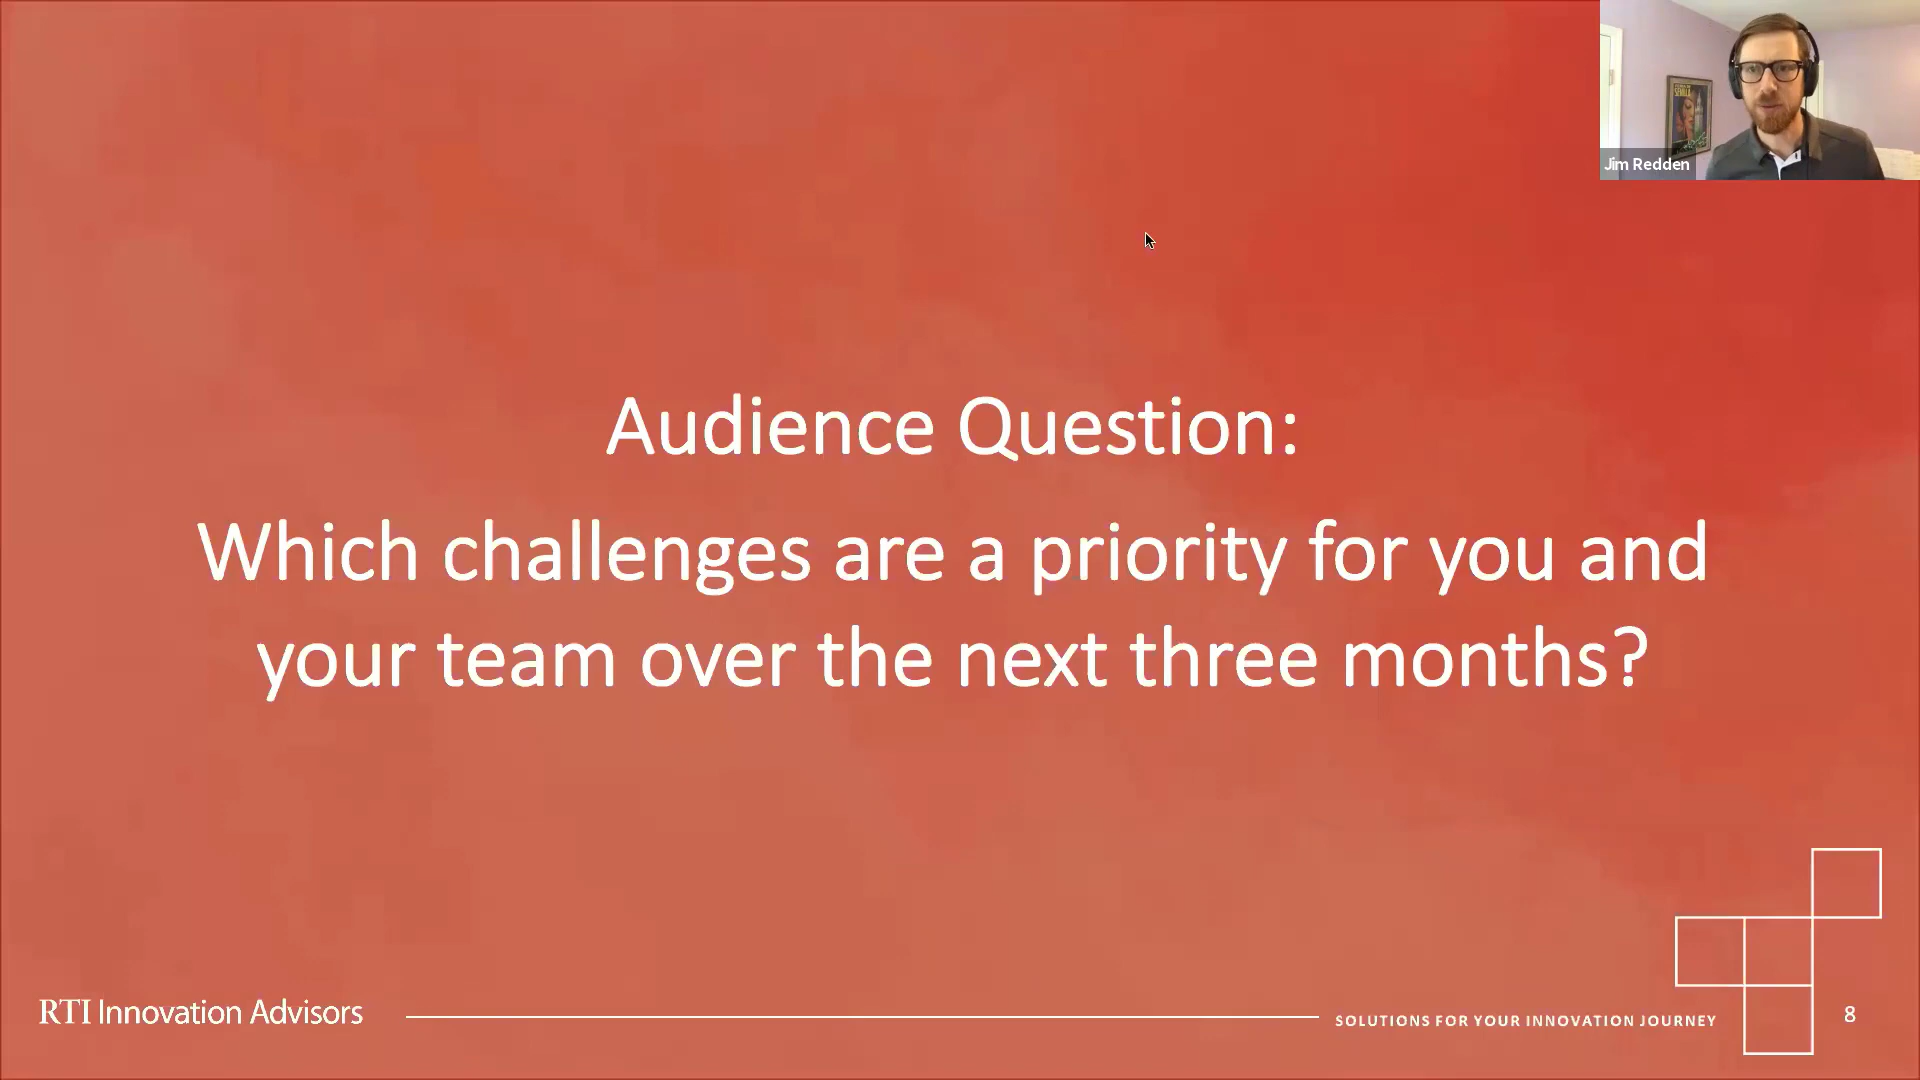 Jim Redden
Audience Question:
Which challenges are a priority for you and
your team over the next three months?
RTI Innovation Advisors
SOLUTIONS FOR YOUR INNOVATION JOURNEY
8